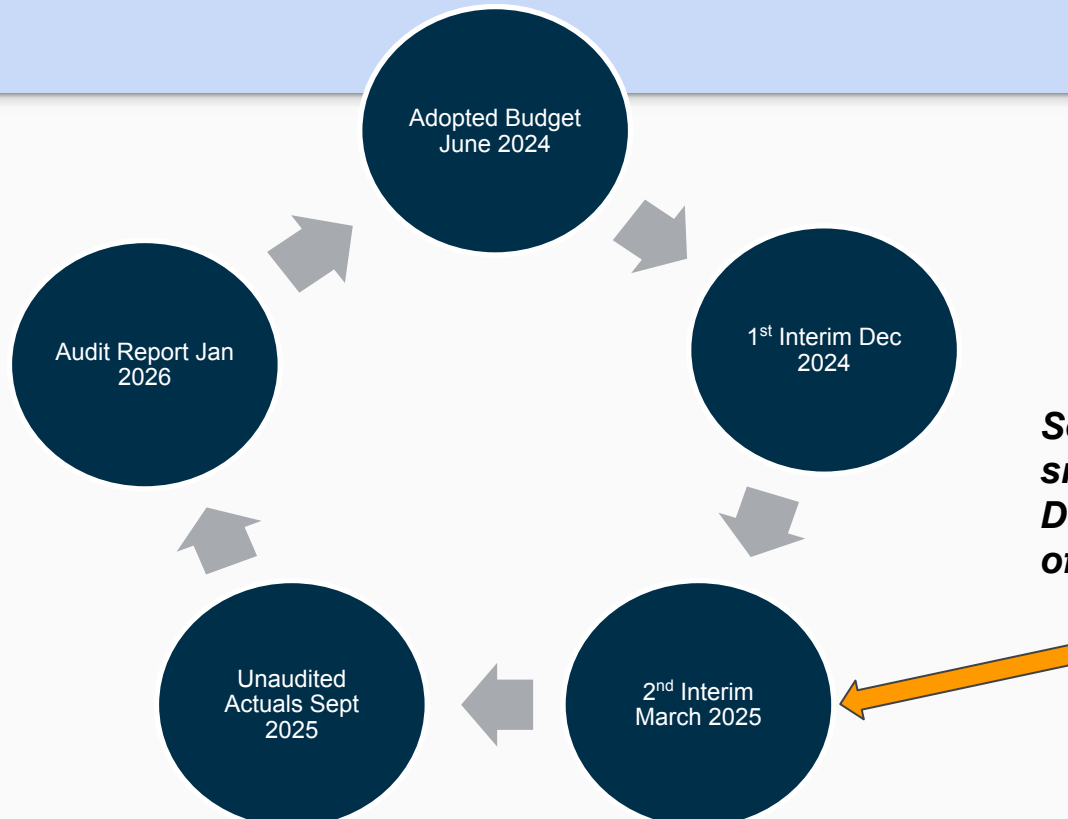 Adopted Budget
June 2024
1st Interim Dec
2024
2nd Interim
March 2025
Unaudited
Actuals Sept
2025
Audit Report Jan
2026